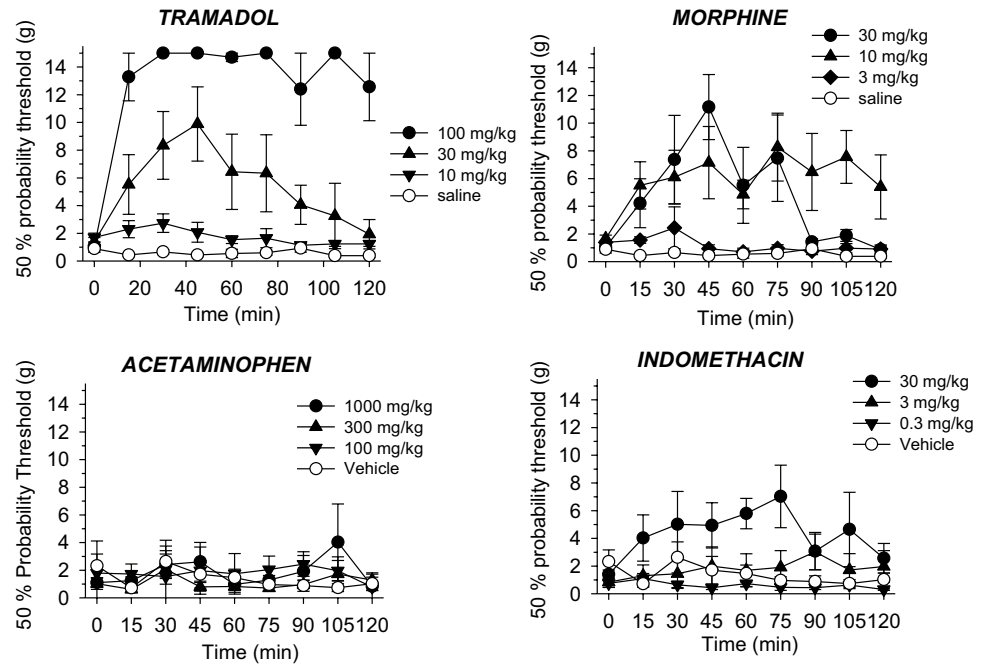 TRAMADOL
50 % probability threshold (g)
14
12
10
8
6
4
2
0
0 20 40 60 80 100 120
Time (min)
100 mg/kg
30 mg/kg
10 mg/kg
saline
MORPHINE
50 % probability threshold (g)
14
12
10
8
6
4
2
0
0 15 30 45 60 75 90 105 120
Time (min)
30 mg/kg
10 mg/kg
3 mg/kg
saline
ACETAMINOPHEN
50 % Probability Threshold (g)
14
12
10
8
6
4
2
0
0 15 30 45 60 75 90 105 120
Time (min)
1000 mg/kg
300 mg/kg
100 mg/kg
Vehicle
INDOMETHACIN
50 % probability threshold (g)
14
12
10
8
6
4
2
0
0 15 30 45 60 75 90 105 120
Time (min)
30 mg/kg
3 mg/kg
0.3 mg/kg
Vehicle